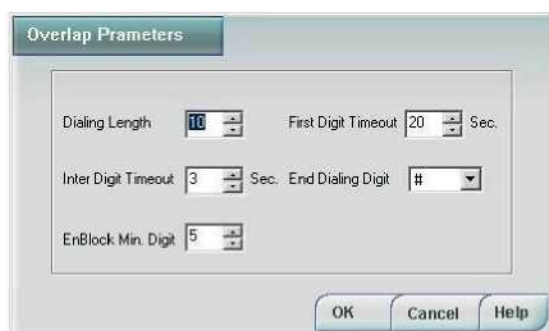 Overlap Prameters
Dialing Length 10 First Digit Timeout 20 Sec.
Inter Digit Timeout 3 Sec. End Dialing Digit #
EnBlock Min. Digit 5
OK Cancel Help